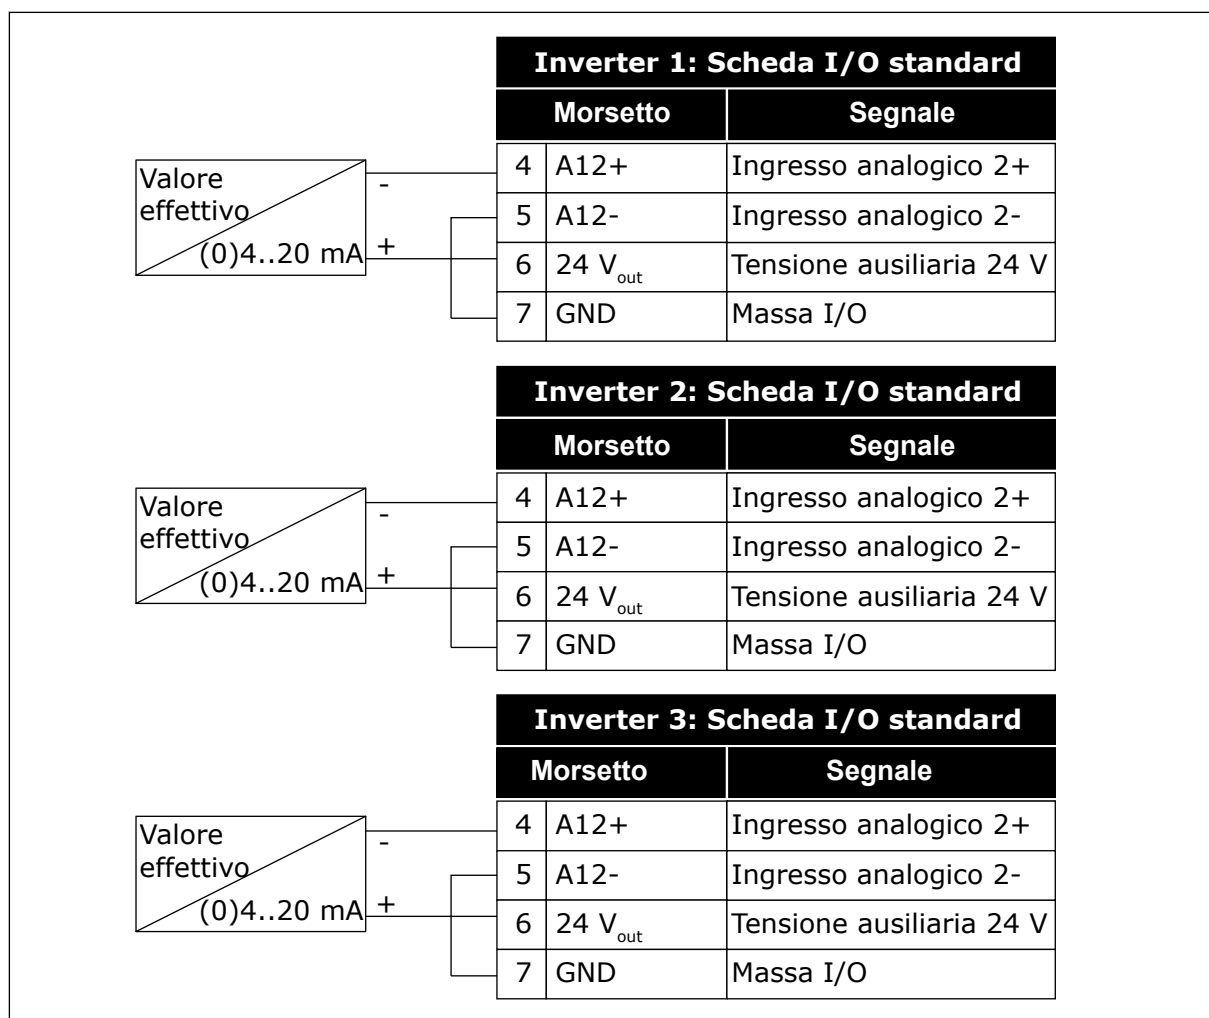 Inverter 1: Scheda I/O standard
Morsetto Segnale
Valore
effettivo
(0)4..20 mA
-
+
4 A12+ Ingresso analogico 2+
5 A12- Ingresso analogico 2-
6 24 Vout Tensione ausiliaria 24 V
7 GND Massa I/O
Inverter 2: Scheda I/O standard
Morsetto Segnale
Valore
effettivo
(0)4..20 mA
-
+
4 A12+ Ingresso analogico 2+
5 A12- Ingresso analogico 2-
6 24 Vout Tensione ausiliaria 24 V
7 GND Massa I/O
Inverter 3: Scheda I/O standard
Morsetto Segnale
Valore
effettivo
(0)4..20 mA
-
+
4 A12+ Ingresso analogico 2+
5 A12- Ingresso analogico 2-
6 24 Vout Tensione ausiliaria 24 V
7 GND Massa I/O